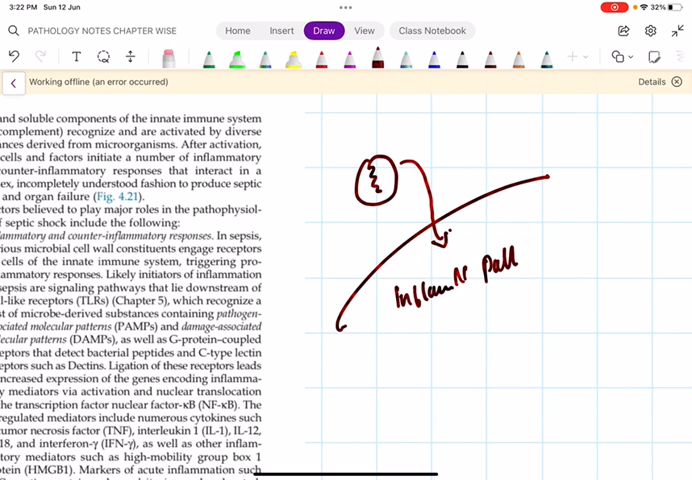 3:22 PM Sun 12 Jun
32%
PATHOLOGY NOTES CHAPTER WISE
Home Insert Draw View Class Notebook
Working offline (an error occurred)
Details
and soluble components of the innate immune system
complement) recognize and are activated by diverse
ances derived from microorganisms. After activation,
cells and factors initiate a number of inflammatory
counter-inflammatory responses that interact in a
ex, incompletely understood fashion to produce septic
and organ failure (Fig. 4.21).
ctors believed to play major roles in the pathophysiol-
f septic shock include the following:
lammatory and counter-inflammatory responses. In sepsis,
rious microbial cell wall constituents engage receptors
cells of the innate immune system, triggering pro-
ammatory responses. Likely initiators of inflammation
sepsis are signaling pathways that lie downstream of
l-like receptors (TLRs) (Chapter 5), which recognize a
st of microbe-derived substances containing pathogen-
ociated molecular patterns (PAMPs) and damage-associated
lecular patterns (DAMPs), as well as G-protein–coupled
eptors that detect bacterial peptides and C-type lectin
eptors such as Dectins. Ligation of these receptors leads
ncreased expression of the genes encoding inflamma-
y mediators via activation and nuclear translocation
the transcription factor nuclear factor-κB (NF-κB). The
regulated mediators include numerous cytokines such
tumor necrosis factor (TNF), interleukin 1 (IL-1), IL-12,
18, and interferon-γ (IFN-γ), as well as other inflam-
tory mediators such as high-mobility group box 1
otein (HMGB1). Markers of acute inflammation such